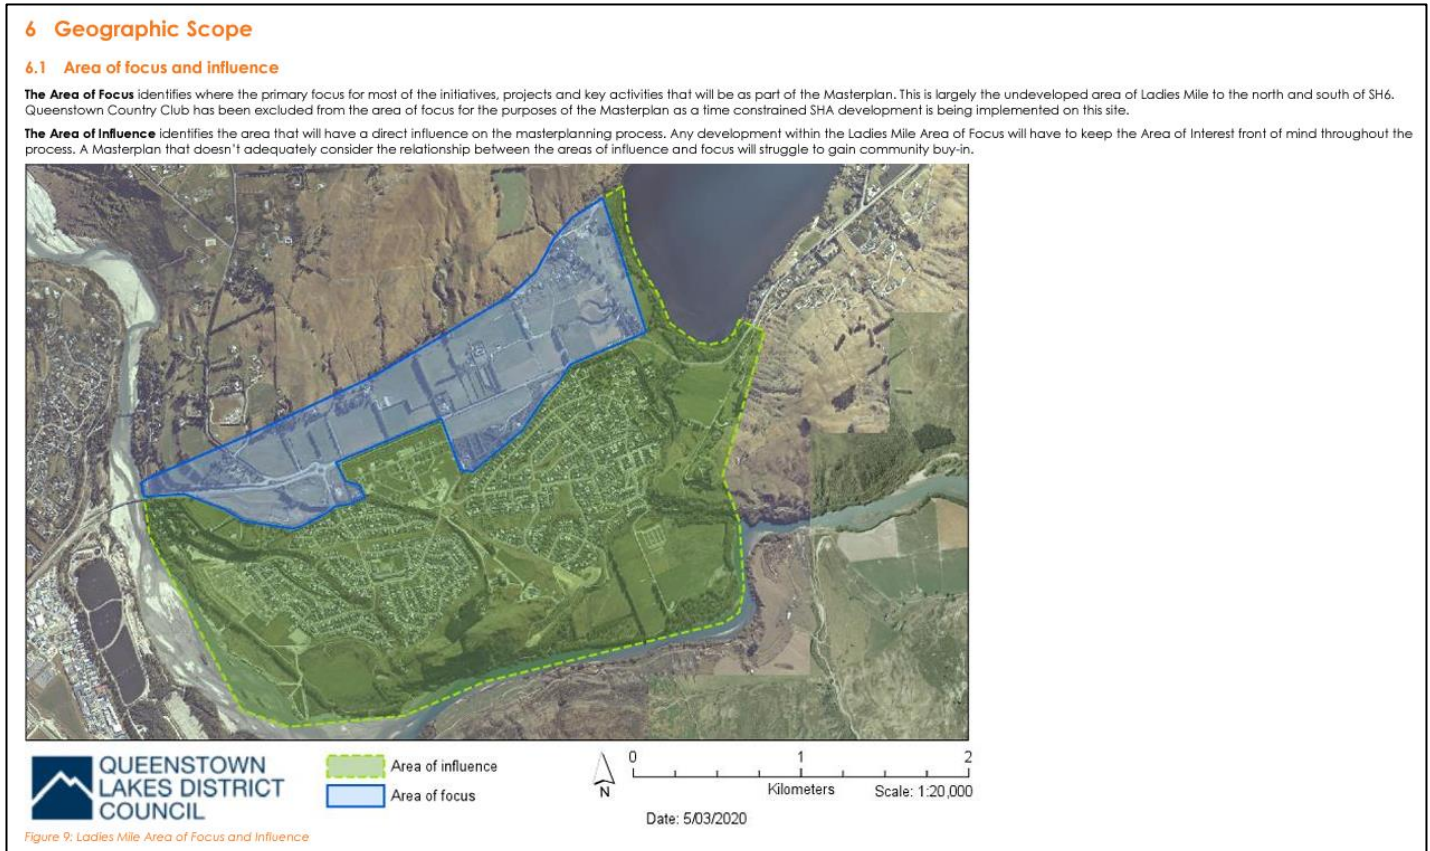 6 Geographic Scope
6.1 Area of focus and influence
The Area of Focus identifies where the primary focus for most of the initiatives, projects and key activities that will be as part of the Masterplan. This is largely the undeveloped area of Ladies Mile to the north and south of SH6.
Queenstown Country Club has been excluded from the area of focus for the purposes of the Masterplan as a time constrained SHA development is being implemented on this site.
The Area of Influence identifies the area that will have a direct influence on the masterplanning process. Any development within the Ladies Mile Area of Focus will have to keep the Area of Interest front of mind throughout the
process. A Masterplan that doesn't adequately consider the relationship between the areas of influence and focus will struggle to gain community buy-in.
QUEENSTOWN
LAKES DISTRICT
COUNCIL
Area of influence
Area of focus
N
0 1 2
Kilometers
Scale: 1:20,000
Date: 5/03/2020
Figure 9: Ladies Mile Area of Focus and Influence